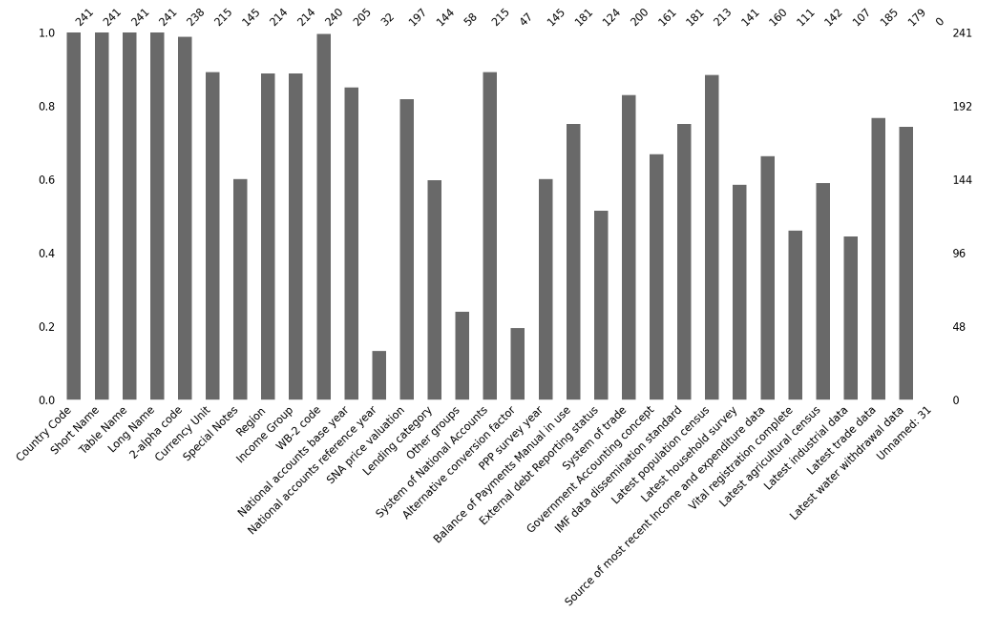 241 241 241 241 238 215 145 214 214 240 205 32 197 144 58 215 47 145 181 124 200 161 181 213 141 160 111 142 107 185 179 0
1.0 241
0.8 192
0.6 144
0.4 96
0.2 48
0.0 0
Country Code
Short Name
Table Name
Long Name
2-alpha code
Currency Unit
Special Notes
Region
Income Group
WB-2 code
National accounts base year
National accounts reference year
SNA price valuation
Lending category
Other groups
System of National Accounts
Alternative conversion factor
PPP survey year
Balance of Payments Manual in use
External debt Reporting status
System of trade
Government Accounting concept
IMF data dissemination standard
Latest population census
Latest household survey
Source of most recent Income and expenditure data
Vital registration complete
Latest agricultural census
Latest industrial data
Latest trade data
Latest water withdrawal data
Unnamed: 31